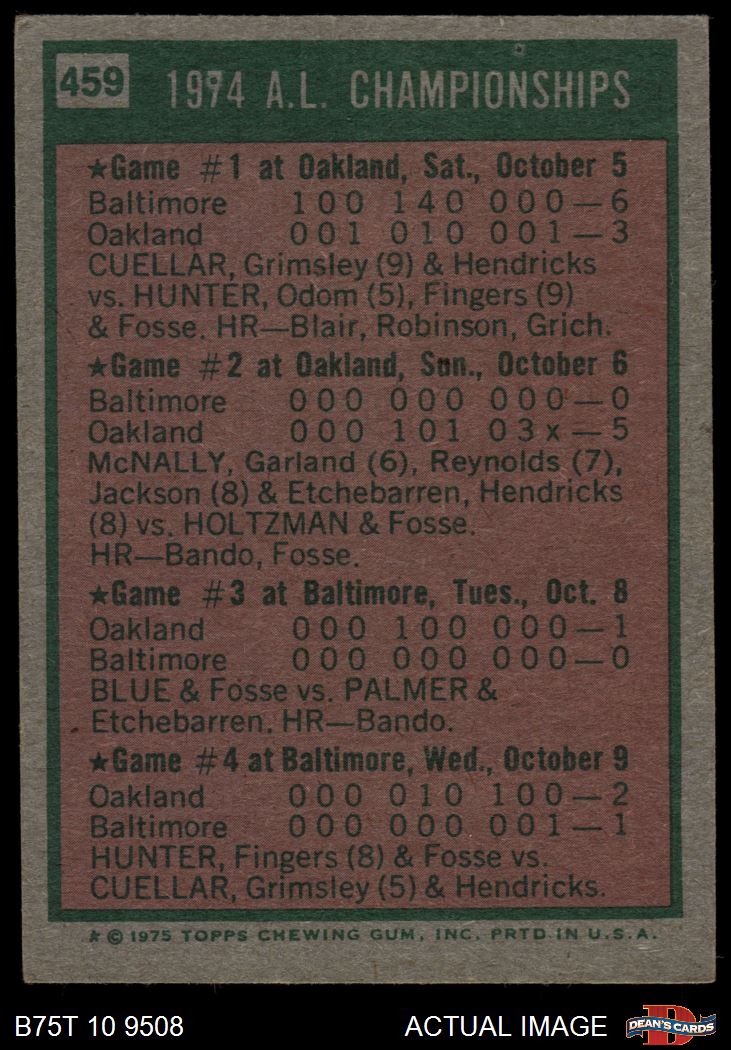 459 1974 A.L. CHAMPIONSHIPS
★Game #1 at Oakland, Sat., October 5
Baltimore 100 140 000—6
Oakland 001 010 001—3
CUELLAR, Grimsley (9) & Hendricks
vs. HUNTER, Odom (5), Fingers (9)
& Fosse. HR—Blair, Robinson, Grich.
★Game #2 at Oakland, Sun., October 6
Baltimore 000 000 000—0
Oakland 000 101 03x—5
McNALLY, Garland (6), Reynolds (7),
Jackson (8) & Etchebarren, Hendricks
(8) vs. HOLTZMAN & Fosse.
HR—Bando, Fosse.
★Game #3 at Baltimore, Tues., Oct. 8
Oakland 000 100 000—1
Baltimore 000 000 000—0
BLUE & Fosse vs. PALMER &
Etchebarren. HR—Bando.
★Game #4 at Baltimore, Wed., October 9
Oakland 000 010 100—2
Baltimore 000 000 001—1
HUNTER, Fingers (8) & Fosse vs.
CUELLAR, Grimsley (5) & Hendricks.
★ © 1975 TOPPS CHEWING GUM, INC. PRTD. IN U.S.A.
B75T 10 9508 ACTUAL IMAGE DEAN'S CARDS